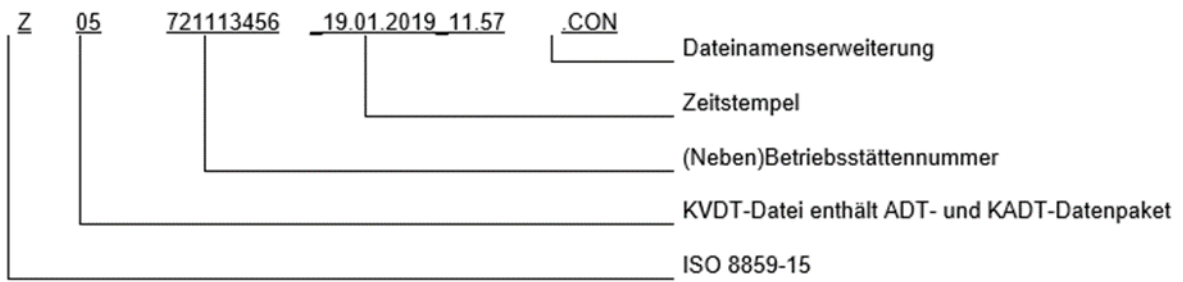 Z 05 721113456 _19.01.2019_11.57 .CON
Dateinamenserweiterung
Zeitstempel
(Neben)Betriebsstättennummer
KVDT-Datei enthält ADT- und KADT-Datenpaket
ISO 8859-15